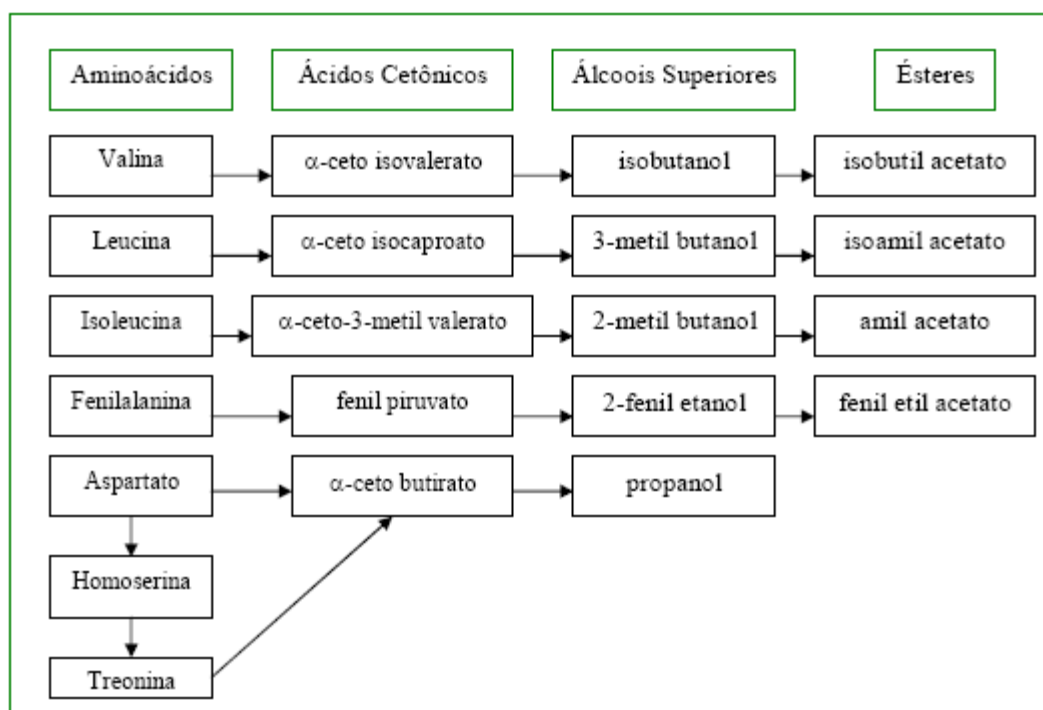 Aminoácidos Ácidos Cetônicos Álcoois Superiores Ésteres
Valina α-ceto isovalerato isobutanol isobutil acetato
Leucina α-ceto isocaproato 3-metil butanol isoamil acetato
Isoleucina α-ceto-3-metil valerato 2-metil butanol amil acetato
Fenilalanina fenil piruvato 2-fenil etanol fenil etil acetato
Aspartato α-ceto butirato propanol
Homoserina
Treonina